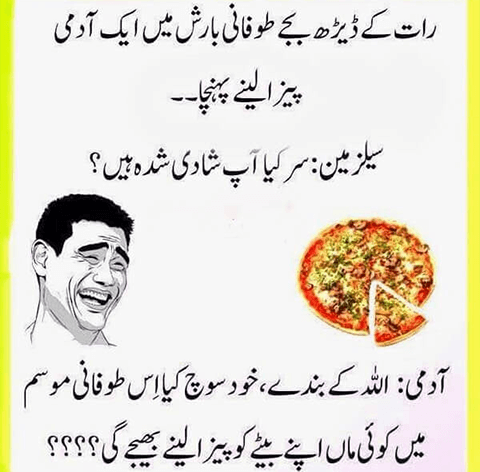 رات کے ڈیڑھ بجے طوفانی بارش میں ایک آدمی
پیزا لینے پہنچا۔۔
سیلز مین: سر کیا آپ شادی شدہ ہیں؟
آدمی: اللہ کے بندے، خود سوچ کیا اِس طوفانی موسم
میں کوئی ماں اپنے بیٹے کو پیزا لینے بھیجے گی؟؟؟؟